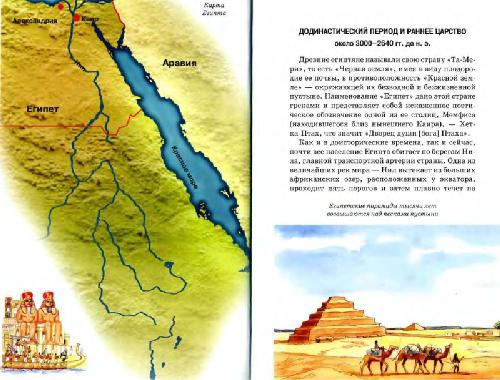 Карта
Египта
Александрия
Каир
Аравия
Египет
Красное море
ДОДИНАСТИЧЕСКИЙ ПЕРИОД И РАННЕЕ ЦАРСТВО
около 3000–2640 гг. до н. э.
Древние египтяне называли свою страну «Та-Ме-
ри», то есть «Черная земля», имея в виду плодоро-
дие ее почвы, в противоположность «Красной зем-
ле» — окружающей их безводной и безжизненной
пустыне. Наименование «Египет» дано этой стране
греками и представляет собой неизмененное поэти-
ческое обозначение одной из ее столиц, Мемфиса
(находившегося близ нынешнего Каира), — Хет-
ка-Птах, что значит «Дворец души [бога] Птаха».
Как и в доисторические времена, так и сейчас,
почти все население Египта обитает по берегам Ни-
ла, главной транспортной артерии страны. Одна из
величайших рек мира — Нил вытекает из больших
африканских озер, расположенных у экватора,
проходит пять порогов и затем плавно течет на
Египетские пирамиды тысячи лет
возвышаются над песками пустыни